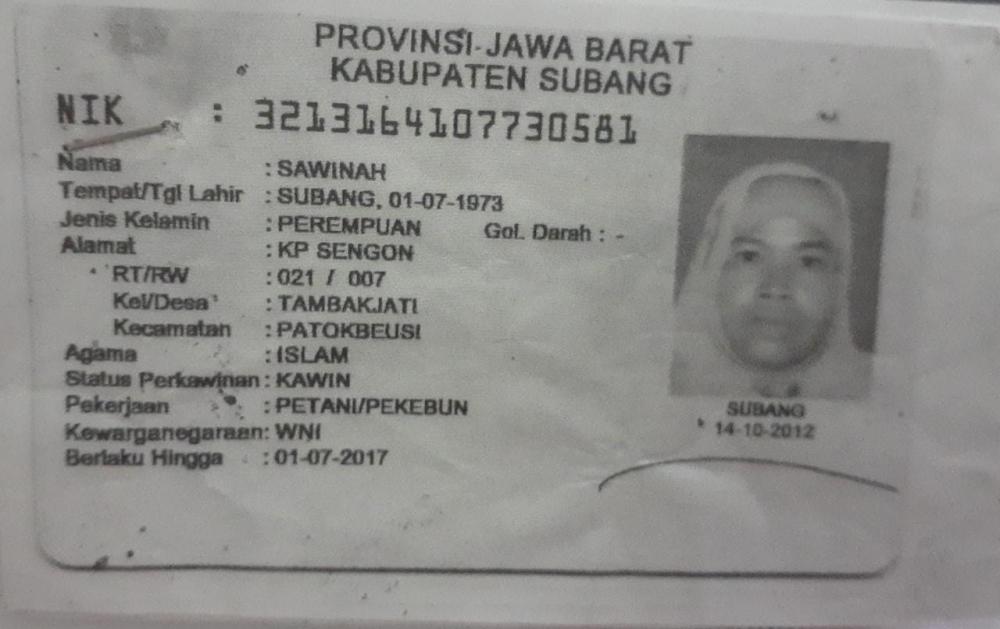 PROVINSI JAWA BARAT
KABUPATEN SUBANG
NIK : 3213164107730581
Nama : SAWINAH
Tempat/Tgl Lahir : SUBANG, 01-07-1973
Jenis Kelamin : PEREMPUAN Gol. Darah : -
Alamat : KP SENGON
RT/RW : 021 / 007
Kel/Desa : TAMBAKJATI
Kecamatan : PATOKBEUSI
Agama : ISLAM
Status Perkawinan : KAWIN
Pekerjaan : PETANI/PEKEBUN
Kewarganegaraan: WNI
Berlaku Hingga : 01-07-2017
SUBANG
14-10-2012